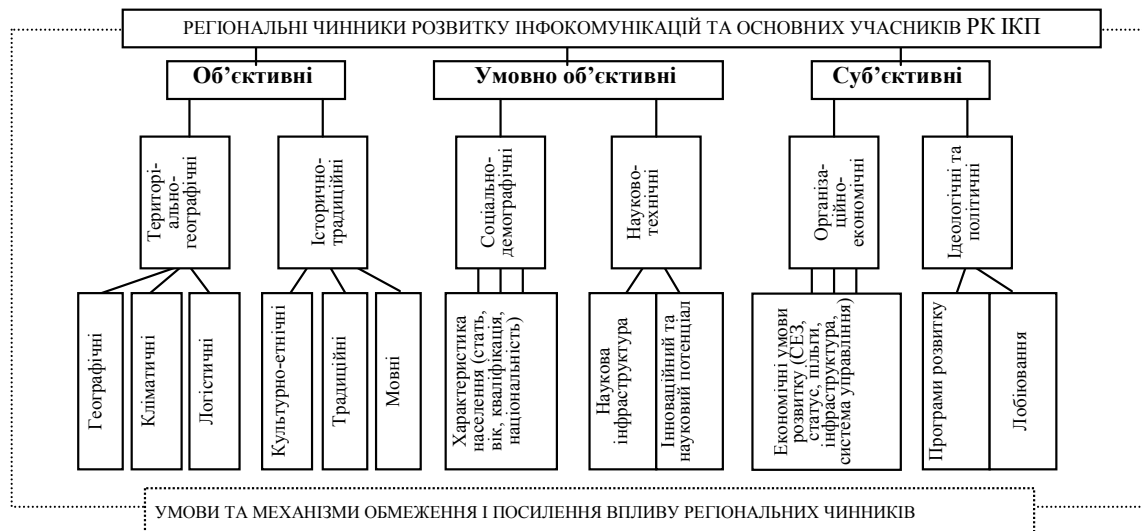 РЕГІОНАЛЬНІ ЧИННИКИ РОЗВИТКУ ІНФОКОМУНІКАЦІЙ ТА ОСНОВНИХ УЧАСНИКІВ РК ІКП
Об’єктивні
Умовно об’єктивні
Суб’єктивні
Територі-
ально-
географічні
Історично-
традиційні
Соціально-
демографічні
Науково-
технічні
Організа-
ційно-
економічні
Ідеологічні та
політичні
Географічні
Кліматичні
Логістичні
Культурно-етнічні
Традиційні
Мовні
Характеристика
населення (стать,
вік, кваліфікація,
національність)
Наукова
інфраструктура
Інноваційний та
науковий потенціал
Економічні умови
розвитку (СЕЗ,
статус, пільги,
інфраструктура,
система управління)
Програми розвитку
Лобіювання
УМОВИ ТА МЕХАНІЗМИ ОБМЕЖЕННЯ І ПОСИЛЕННЯ ВПЛИВУ РЕГІОНАЛЬНИХ ЧИННИКІВ